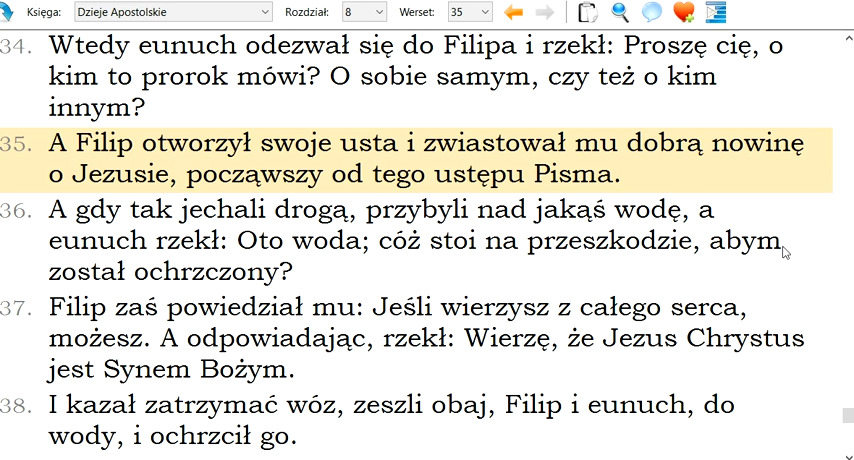 Księga: Dzieje Apostolskie Rozdział: 8 Werset: 35
34. Wtedy eunuch odezwał się do Filipa i rzekł: Proszę cię, o
kim to prorok mówi? O sobie samym, czy też o kim
innym?
35. A Filip otworzył swoje usta i zwiastował mu dobrą nowinę
o Jezusie, począwszy od tego ustępu Pisma.
36. A gdy tak jechali drogą, przybyli nad jakąś wodę, a
eunuch rzekł: Oto woda; cóż stoi na przeszkodzie, abym
został ochrzczony?
37. Filip zaś powiedział mu: Jeśli wierzysz z całego serca,
możesz. A odpowiadając, rzekł: Wierzę, że Jezus Chrystus
jest Synem Bożym.
38. I kazał zatrzymać wóz, zeszli obaj, Filip i eunuch, do
wody, i ochrzcił go.